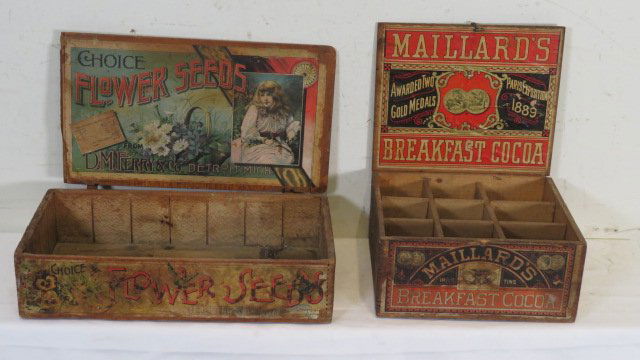 CHOICE
FLOWER SEEDS
FROM
D.M. FERRY & CO. DETROIT, MICH.
CHOICE
FLOWER SEEDS
MAILLARD'S
AWARDED TWO
GOLD MEDALS
PARIS EXPOSITION
1889
BREAKFAST COCOA
MAILLARD'S
BREAKFAST COCOA